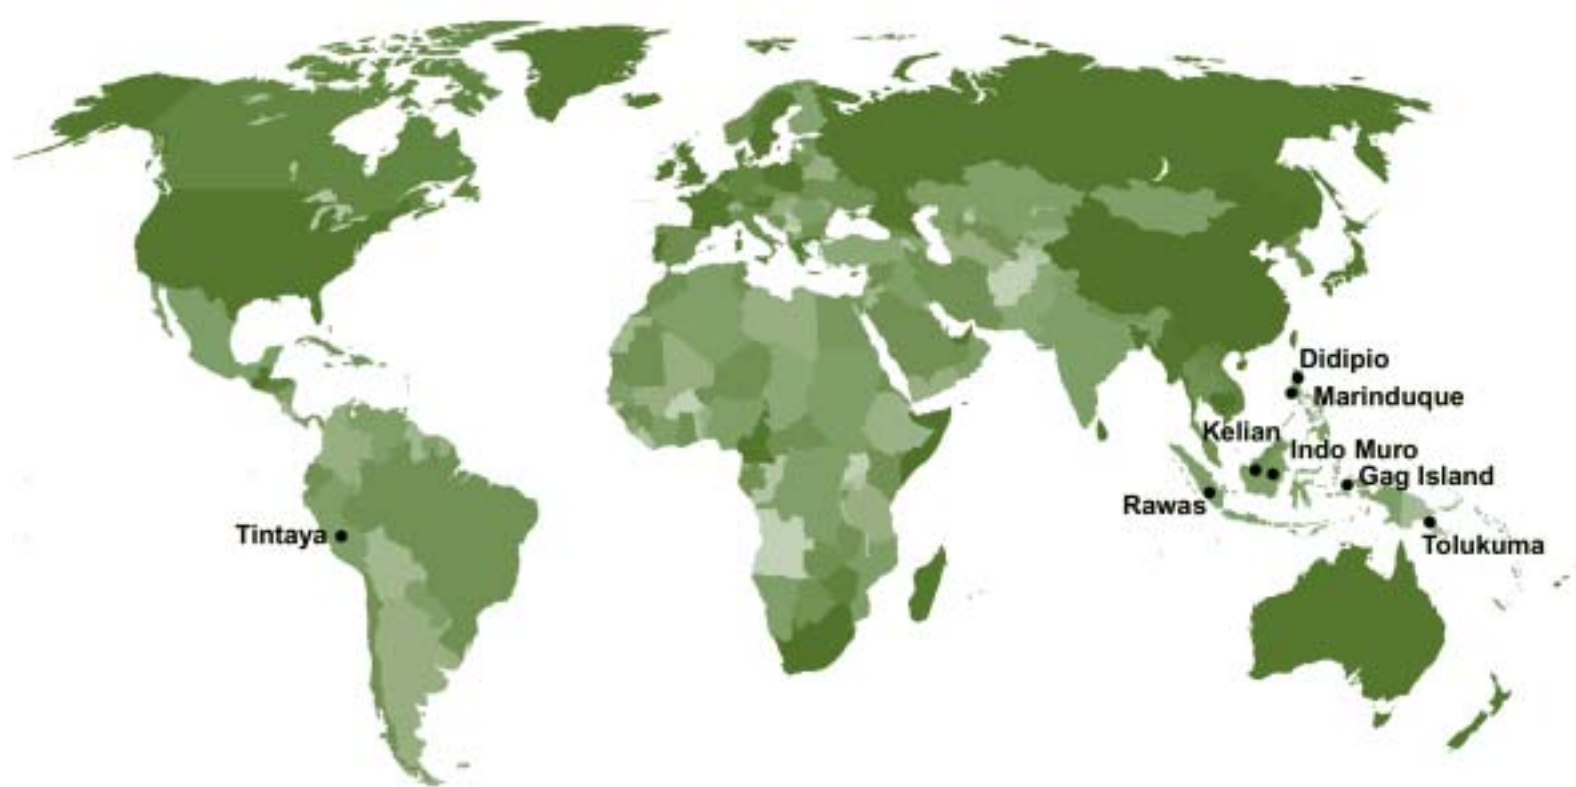 Didipio
Marinduque
Kelian
Indo Muro
Gag Island
Rawas
Tintaya
Tolukuma